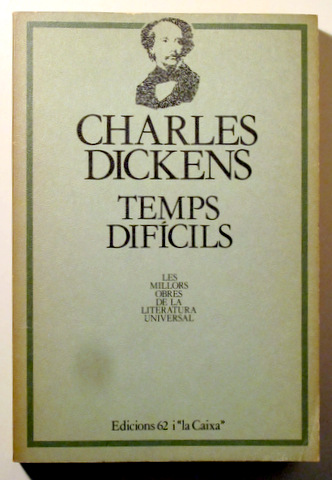 CHARLES
DICKENS
TEMPS
DIFÍCILS
LES
MILLORS
OBRES
DE LA
LITERATURA
UNIVERSAL
Edicions 62 i "la Caixa"